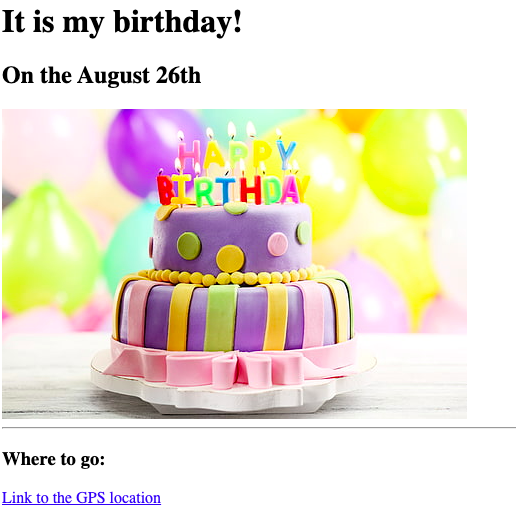 It is my birthday!
On the August 26th
HAPPY
BIRTHDAY
Where to go:
Link to the GPS location